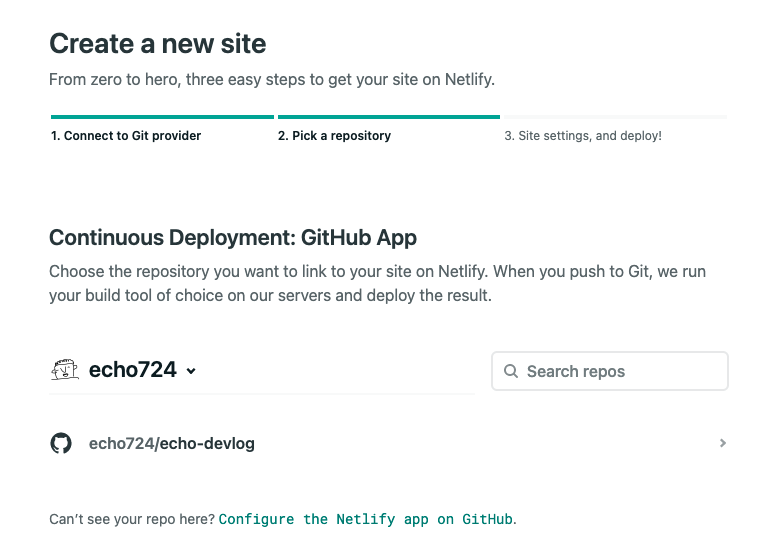 Create a new site
From zero to hero, three easy steps to get your site on Netlify.
1. Connect to Git provider
2. Pick a repository
3. Site settings, and deploy!
Continuous Deployment: GitHub App
Choose the repository you want to link to your site on Netlify. When you push to Git, we run
your build tool of choice on our servers and deploy the result.
echo724
Search repos
echo724/echo-devlog
Can’t see your repo here? Configure the Netlify app on GitHub.